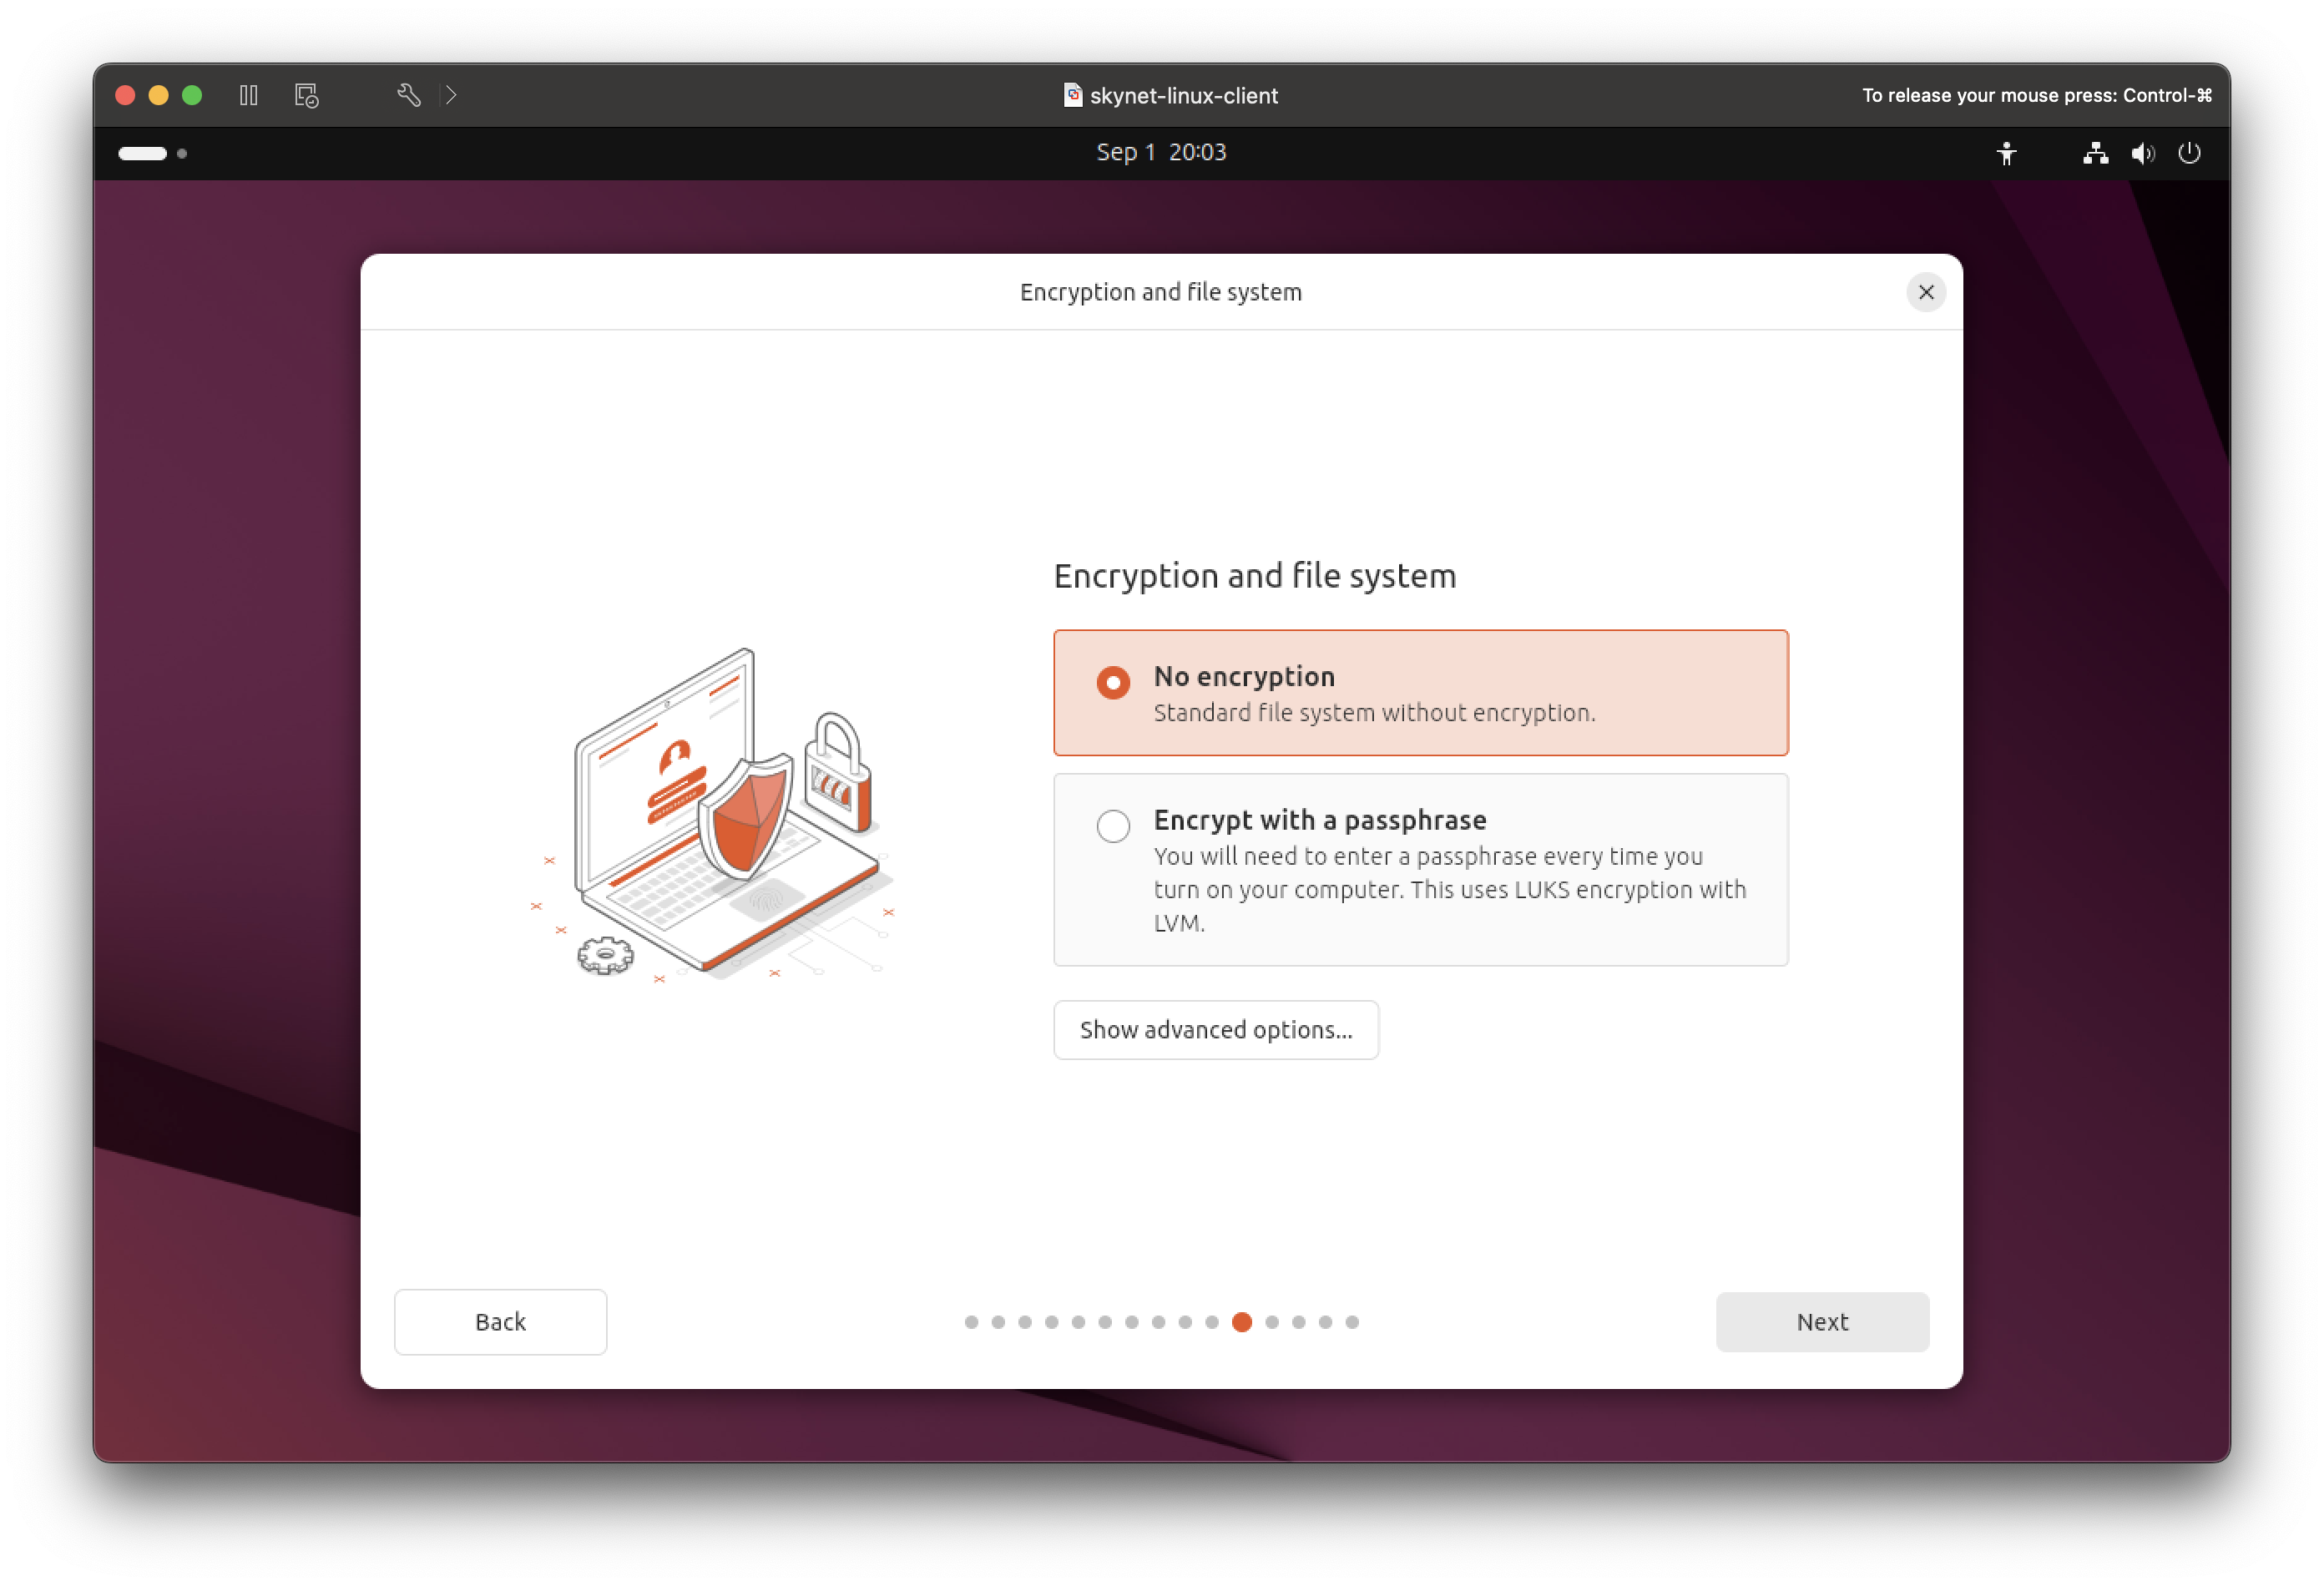 skynet-linux-client
To release your mouse press: Control-⌘
Sep 1 20:03
Encryption and file system
Encryption and file system
No encryption
Standard file system without encryption.
Encrypt with a passphrase
You will need to enter a passphrase every time you
turn on your computer. This uses LUKS encryption with
LVM.
Show advanced options...
Back
Next